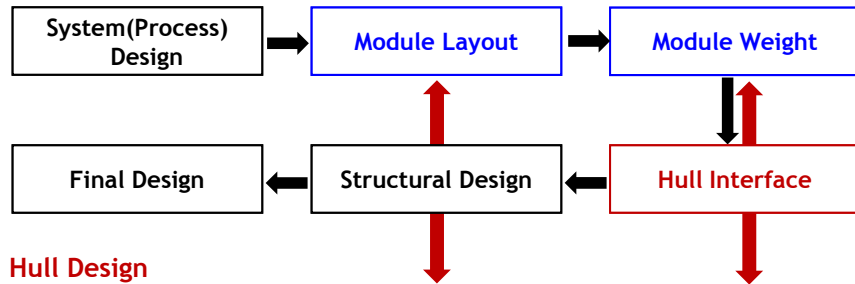 System(Process)
Design
Module Layout
Module Weight
Final Design
Structural Design
Hull Interface
Hull Design